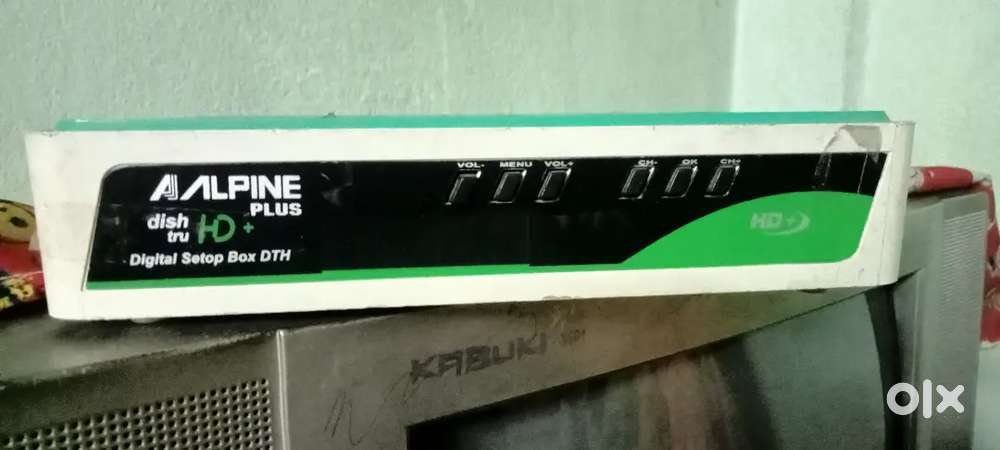 VOL- MENU VOL+ CH- OK CH+
ALPINE
PLUS
dish
tru HD+
Digital Setop Box DTH
HD+
KABUKI
olx